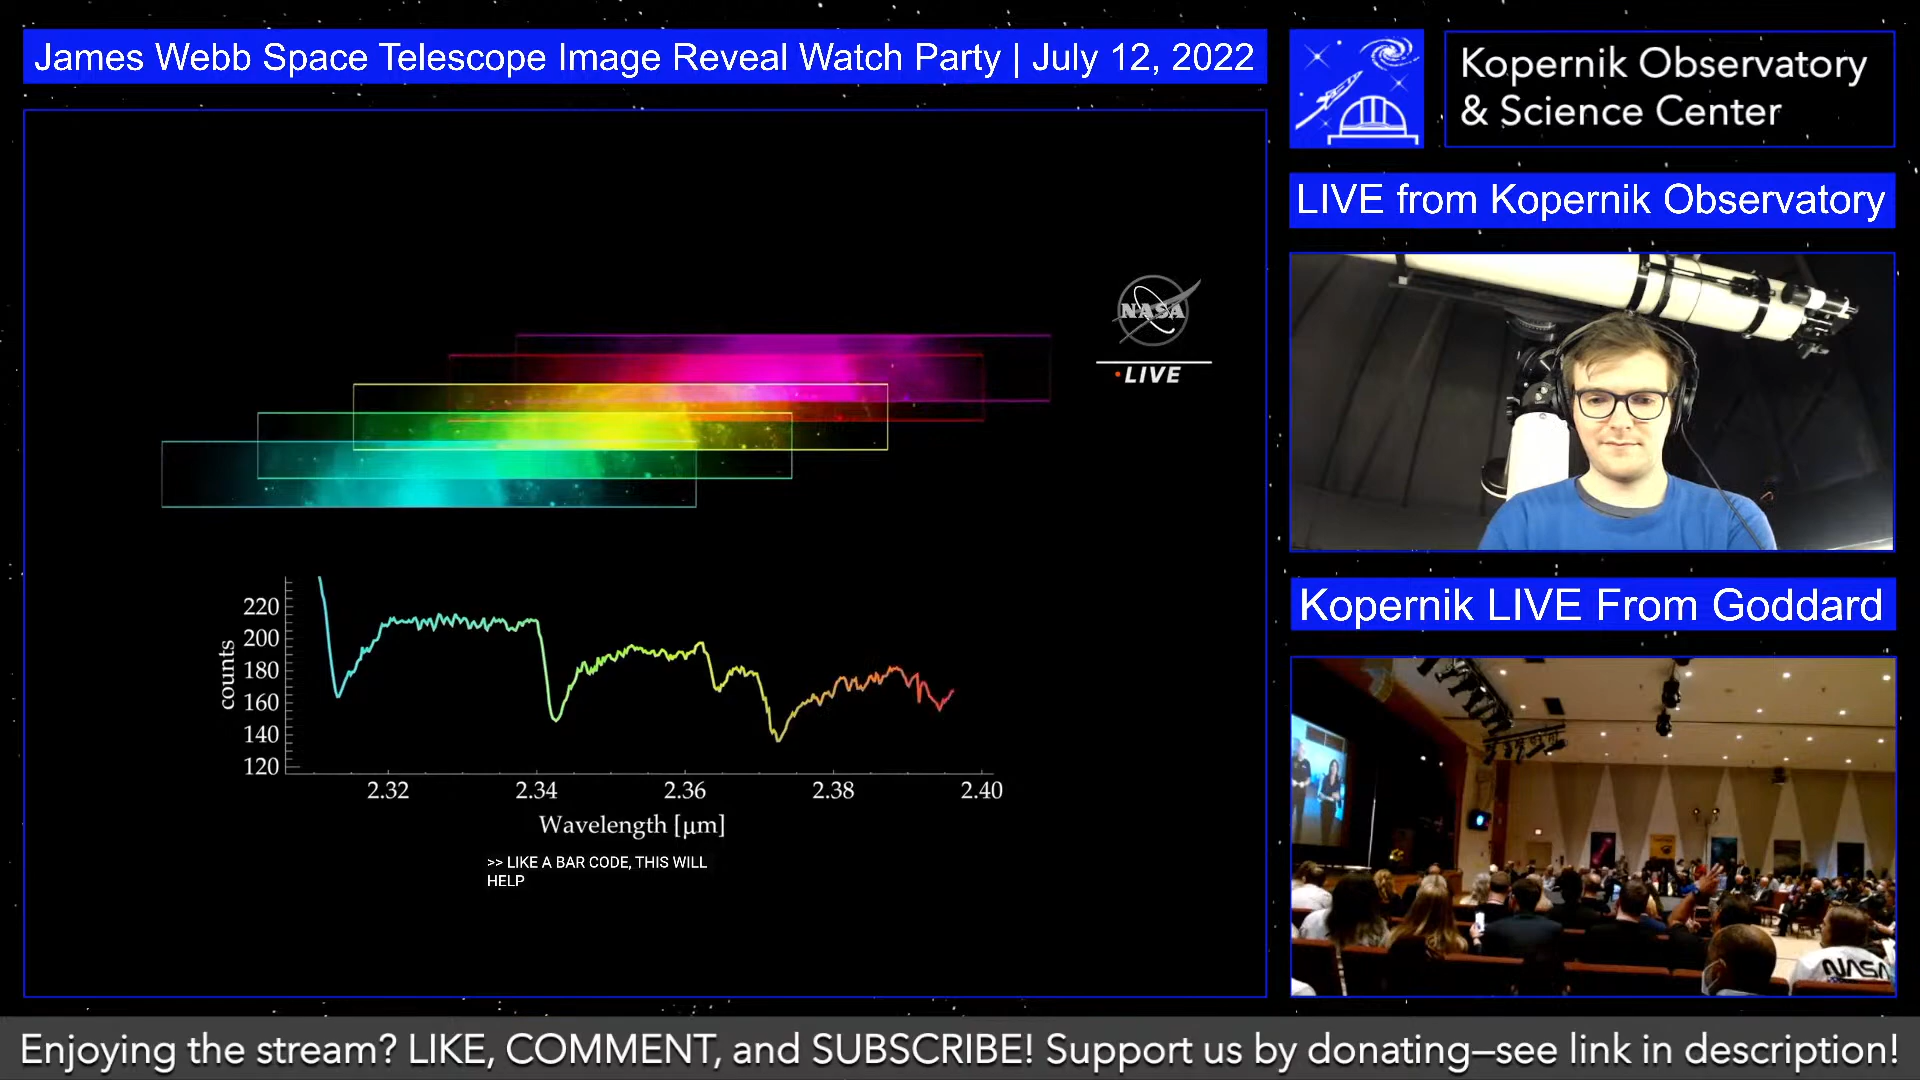 James Webb Space Telescope Image Reveal Watch Party | July 12, 2022
Kopernik Observatory
& Science Center
LIVE from Kopernik Observatory
NASA
LIVE
220
200
180
160
140
120
counts
2.32 2.34 2.36 2.38 2.40
Wavelength [μm]
>> LIKE A BAR CODE, THIS WILL
HELP
Kopernik LIVE From Goddard
NASA
Enjoying the stream? LIKE, COMMENT, and SUBSCRIBE! Support us by donating—see link in description!